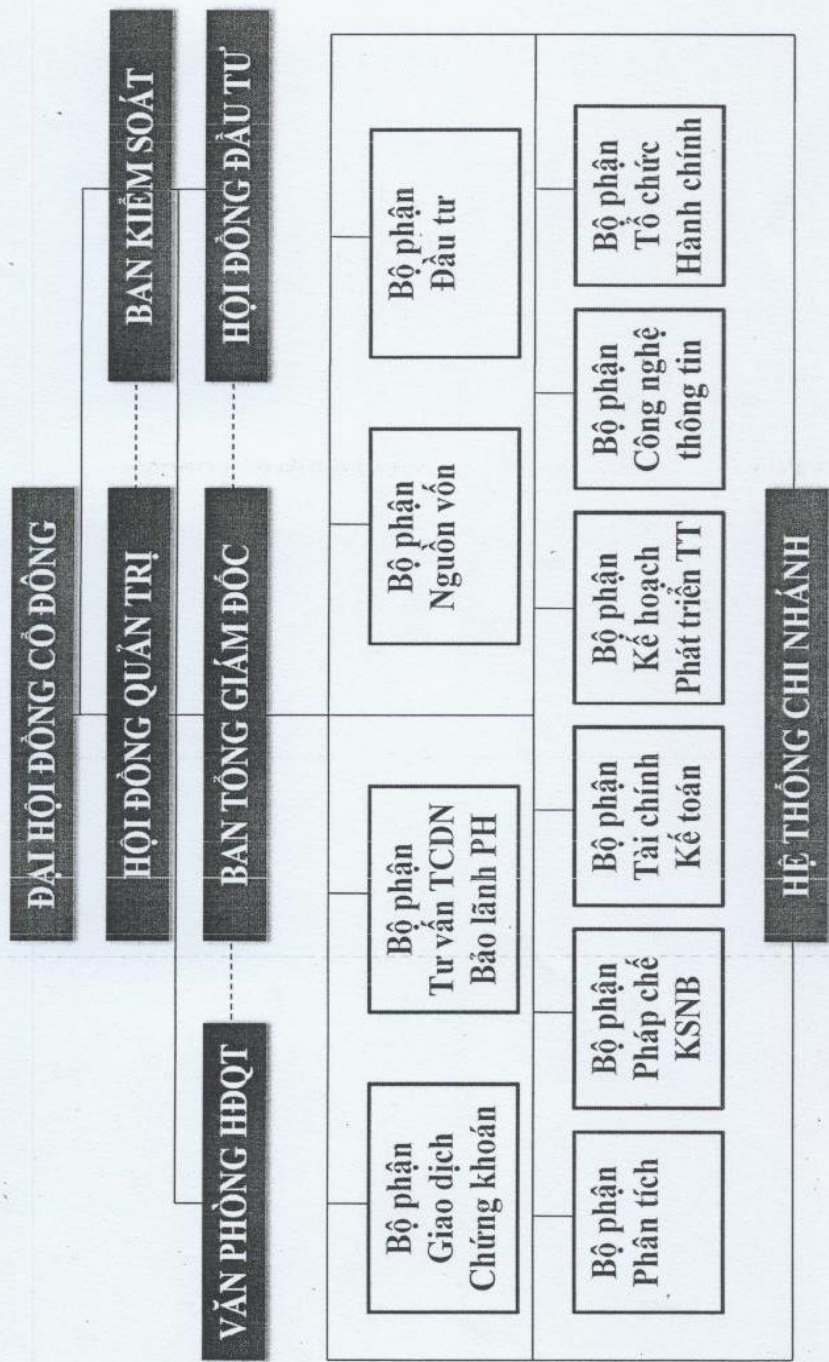 ĐẠI HỘI ĐỒNG CỔ ĐÔNG
HỘI ĐỒNG QUẢN TRỊ
BAN KIỂM SOÁT
VĂN PHÒNG HĐQT
BAN TỔNG GIÁM ĐỐC
HỘI ĐỒNG ĐẦU TƯ
Bộ phận
Giao dịch
Chứng khoán
Bộ phận
Tư vấn TCDN
Bảo lãnh PH
Bộ phận
Nguồn vốn
Bộ phận
Đầu tư
Bộ phận
Phân tích
Bộ phận
Pháp chế
KSNB
Bộ phận
Tài chính
Kế toán
Bộ phận
Kế hoạch
Phát triển TT
Bộ phận
Công nghệ
thông tin
Bộ phận
Tổ chức
Hành chính
HỆ THỐNG CHI NHÁNH